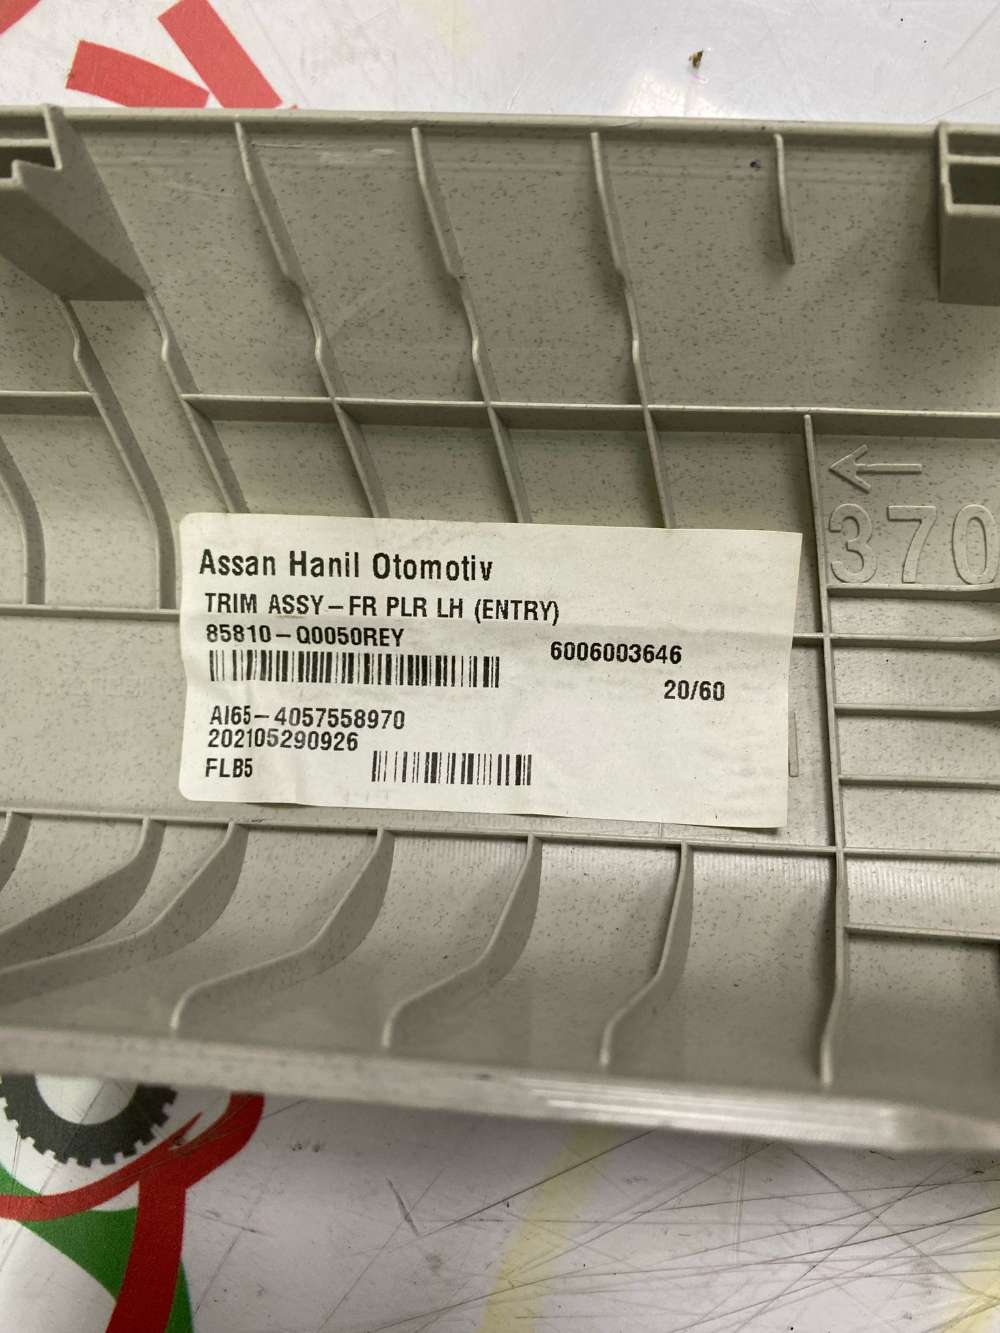 370
Assan Hanil Otomotiv
TRIM ASSY-FR PLR LH (ENTRY)
85810-Q0050REY
6006003646
20/60
AI65-4057558970
202105290926
FLB5